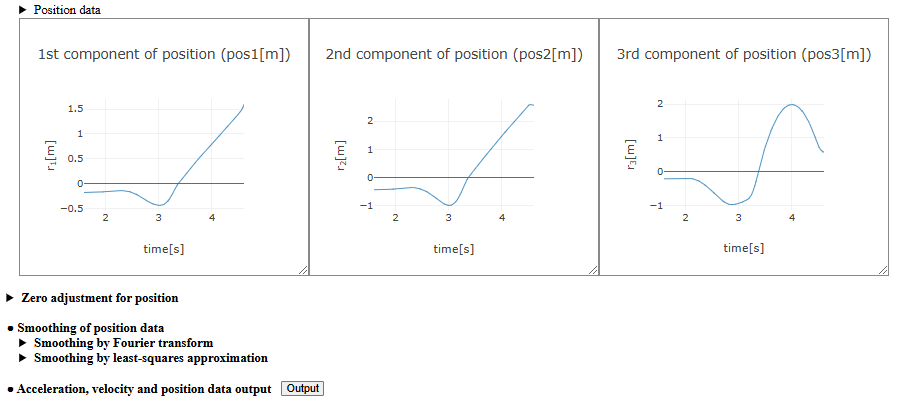 ▶ Position data
1st component of position (pos1[m])
1.5
1
0.5
0
−0.5
2
3
4
r1[m]
time[s]
2nd component of position (pos2[m])
2
1
0
−1
2
3
4
r2[m]
time[s]
3rd component of position (pos3[m])
2
1
0
−1
2
3
4
r3[m]
time[s]
▶ Zero adjustment for position
● Smoothing of position data
▶ Smoothing by Fourier transform
▶ Smoothing by least-squares approximation
● Acceleration, velocity and position data output Output